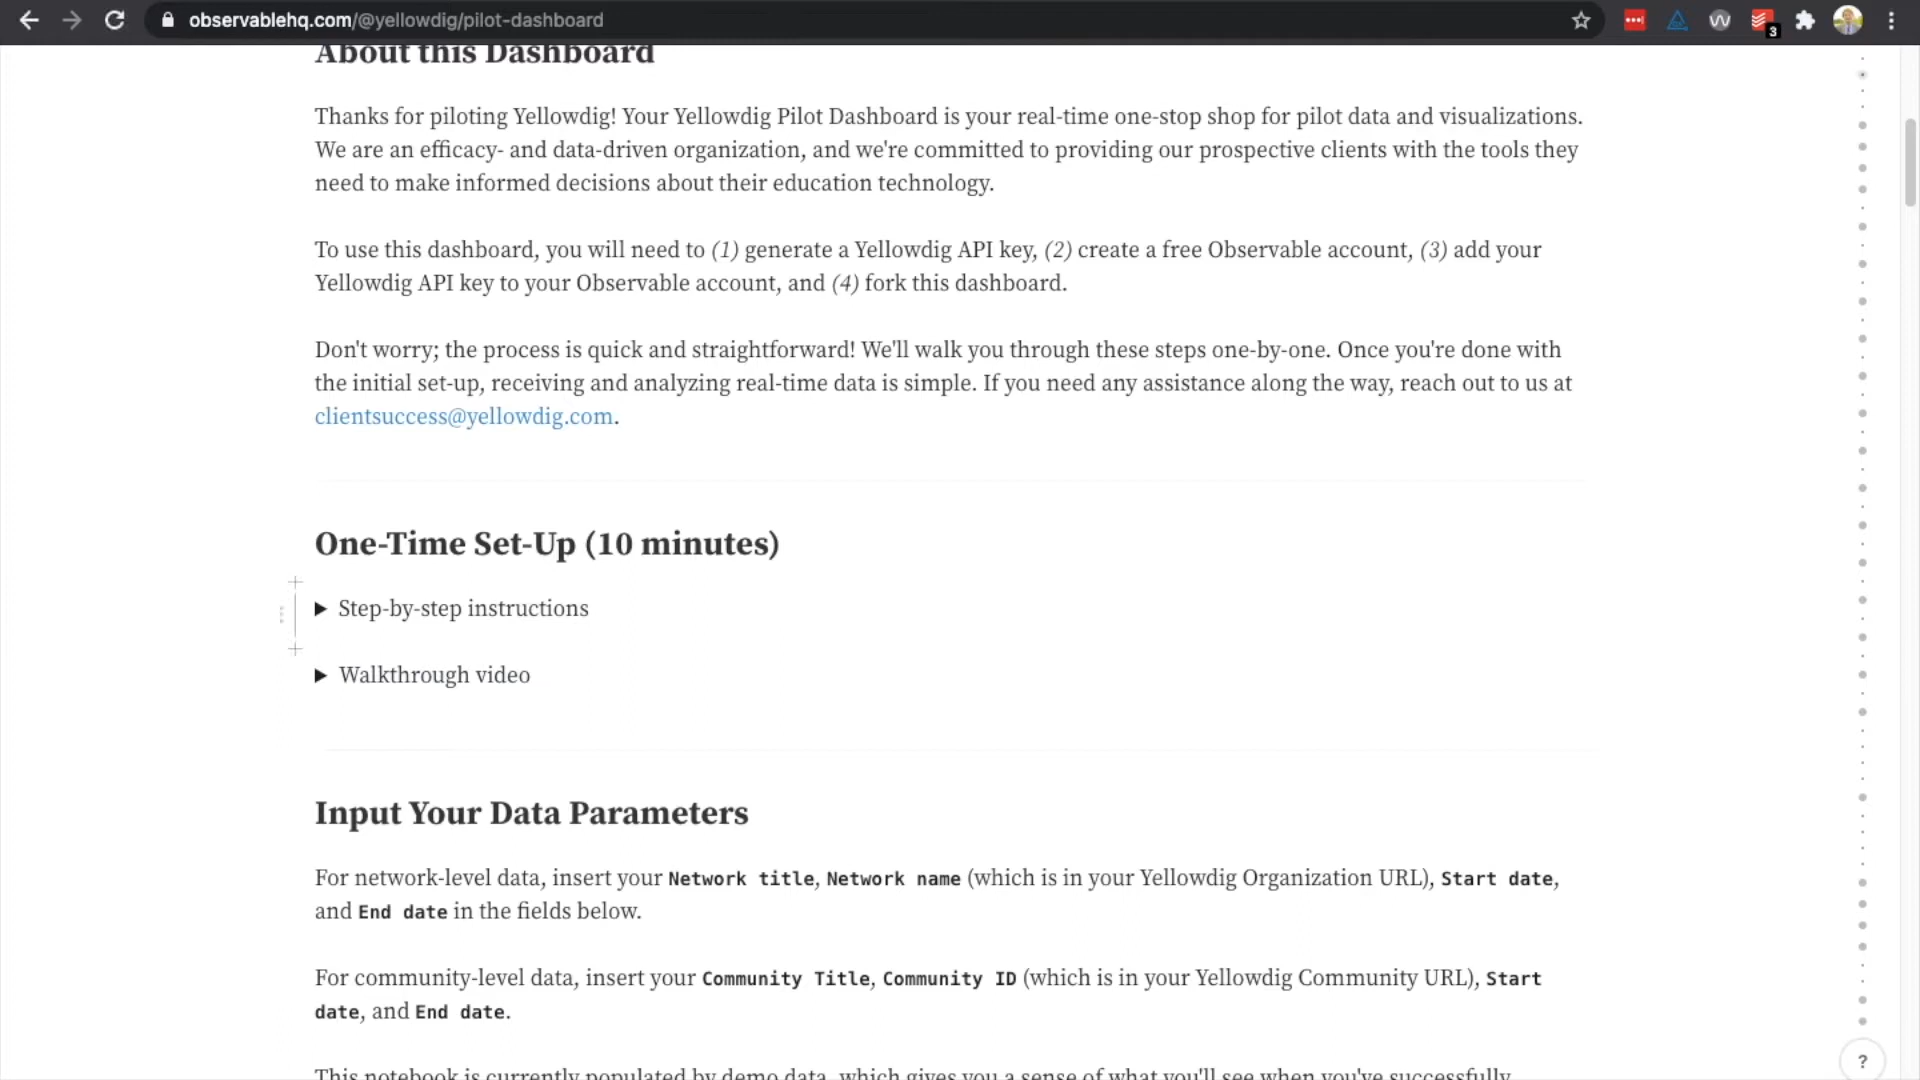 observablehq.com/@yellowdig/pilot-dashboard
3
About this Dashboard
Thanks for piloting Yellowdig! Your Yellowdig Pilot Dashboard is your real-time one-stop shop for pilot data and visualizations.
We are an efficacy- and data-driven organization, and we're committed to providing our prospective clients with the tools they
need to make informed decisions about their education technology.
To use this dashboard, you will need to (1) generate a Yellowdig API key, (2) create a free Observable account, (3) add your
Yellowdig API key to your Observable account, and (4) fork this dashboard.
Don't worry; the process is quick and straightforward! We'll walk you through these steps one-by-one. Once you're done with
the initial set-up, receiving and analyzing real-time data is simple. If you need any assistance along the way, reach out to us at
clientsuccess@yellowdig.com.
One-Time Set-Up (10 minutes)
Step-by-step instructions
Walkthrough video
Input Your Data Parameters
For network-level data, insert your Network title, Network name (which is in your Yellowdig Organization URL), Start date,
and End date in the fields below.
For community-level data, insert your Community Title, Community ID (which is in your Yellowdig Community URL), Start
date, and End date.
This notebook is currently populated by demo data, which gives you a sense of what you'll see when you've successfully
?